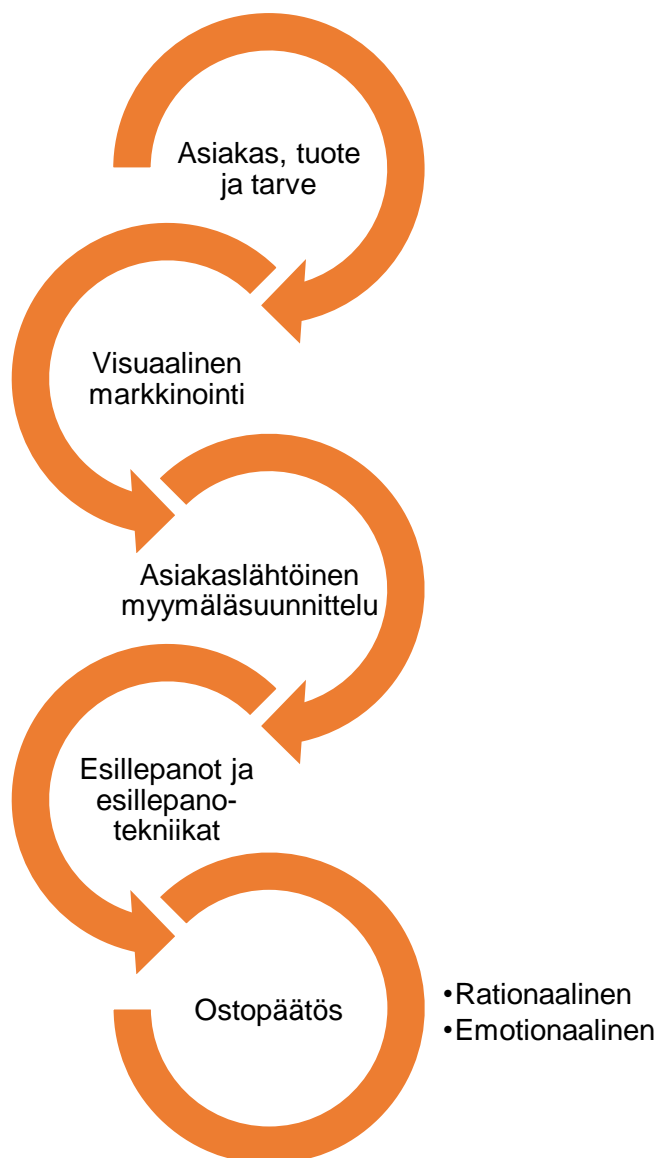 Asiakas, tuote
ja tarve
Visuaalinen
markkinointi
Asiakaslähtöinen
myymäläsuunnittelu
Esillepanot ja
esillepano-
tekniikat
Ostopäätös
•Rationaalinen
•Emotionaalinen